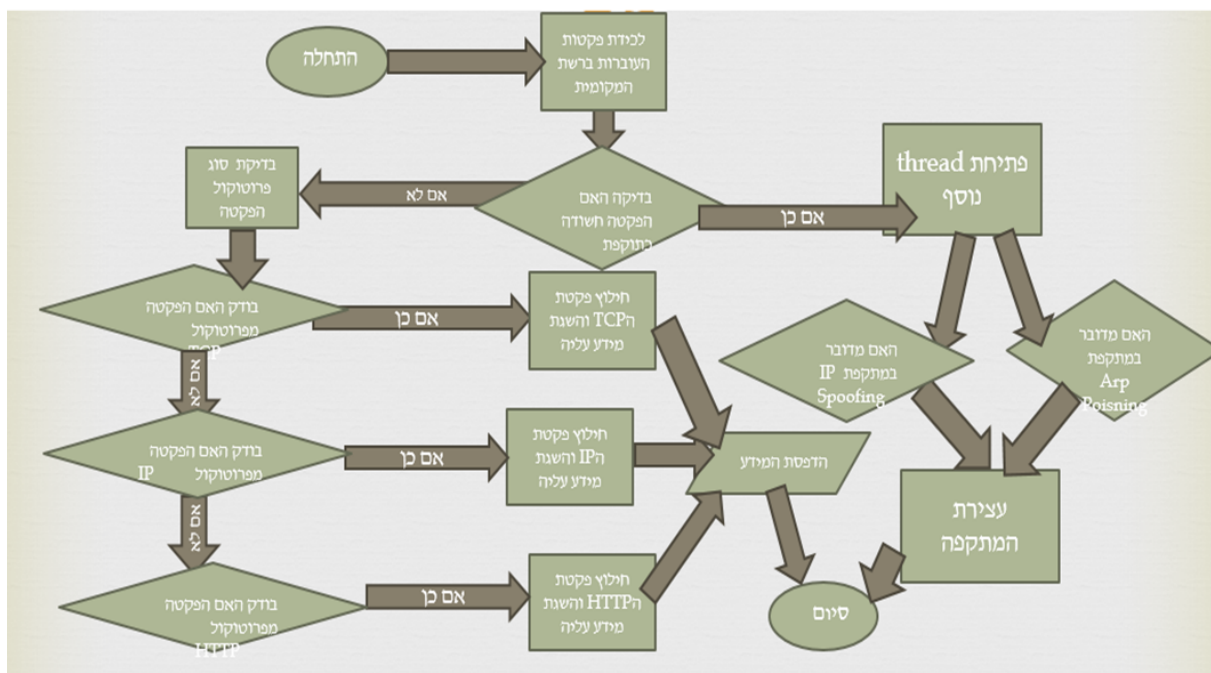 התחלה
לכידת פקטות
העוברות ברשת
המקומית
בדיקה האם
הפקטה חשודה
כתוקפת
אם כן
פתיחת thread
נוסף
האם מדובר
במתקפת
Arp
Poisning
האם מדובר
במתקפת IP
Spoofing
עצירת
המתקפה
אם לא
בדיקת סוג
פרוטוקול
הפקטה
בודק האם הפקטה
מפרוטוקול
TCP
אם כן
חילוץ פקטת
הTCP והשגת
מידע עליה
אם לא
בודק האם הפקטה
מפרוטוקול IP
אם כן
חילוץ פקטת
הIP והשגת
מידע עליה
אם לא
בודק האם הפקטה
מפרוטוקול
HTTP
אם כן
חילוץ פקטת
הHTTP והשגת
מידע עליה
הדפסת המידע
סיום